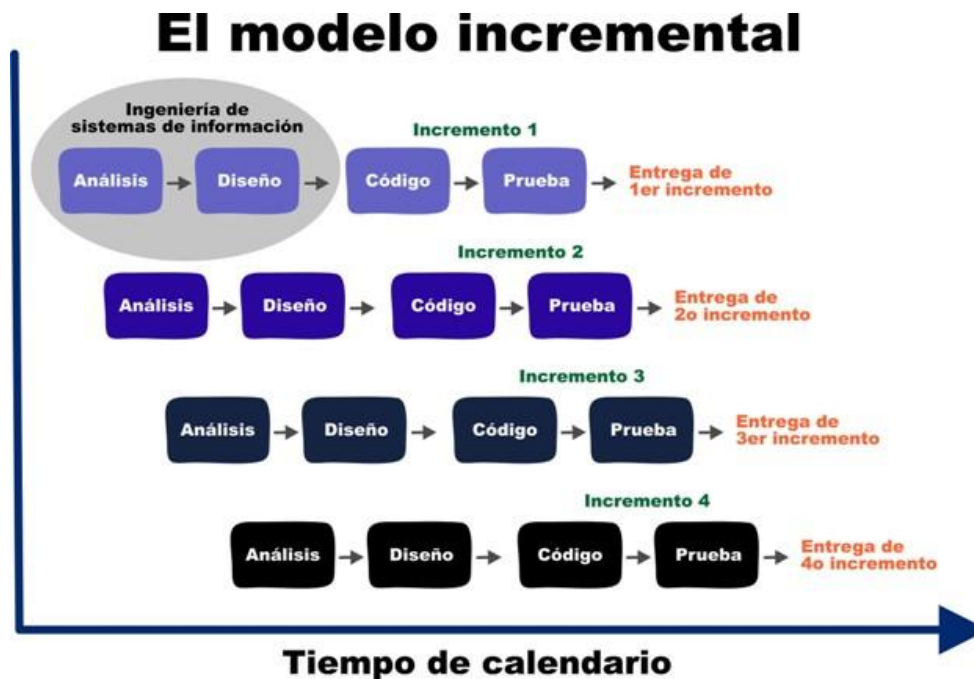 El modelo incremental
Ingeniería de
sistemas de información
Incremento 1
Análisis
Diseño
Código
Prueba
Entrega de
1er incremento
Incremento 2
Análisis
Diseño
Código
Prueba
Entrega de
2o incremento
Incremento 3
Análisis
Diseño
Código
Prueba
Entrega de
3er incremento
Incremento 4
Análisis
Diseño
Código
Prueba
Entrega de
4o incremento
Tiempo de calendario